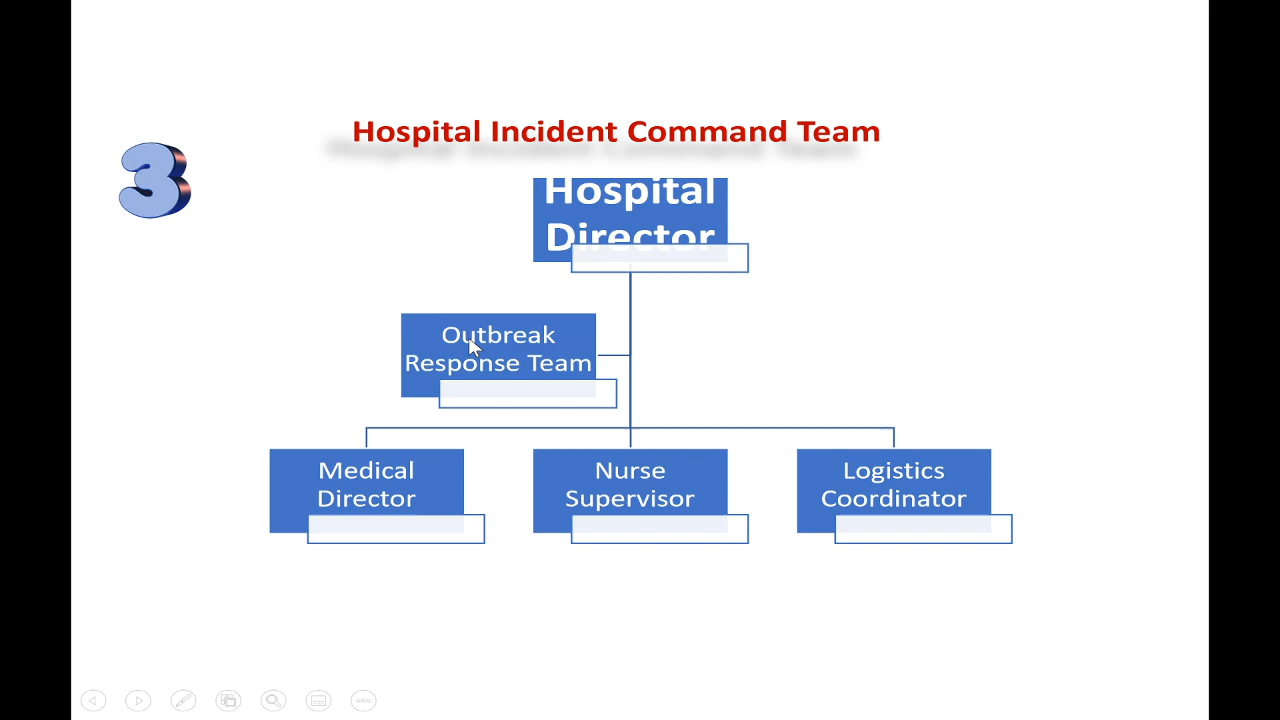 Hospital Incident Command Team
3
Hospital
Director
Outbreak
Response Team
Medical
Director
Nurse
Supervisor
Logistics
Coordinator